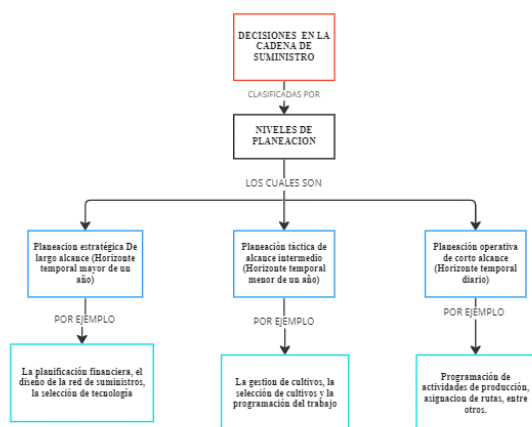 DECISIONES EN LA
CADENA DE
SUMINISTRO
CLASIFICADAS POR
NIVELES DE
PLANEACION
LOS CUALES SON
Planeacion estratégica De
largo alcance (Horizonte
temporal mayor de un
año)
Planeación táctica de
alcance intermedio
(Horizonte temporal
menor de un año)
Planeación operativa
de corto alcance
(Horizonte temporal
diario)
POR EJEMPLO
POR EJEMPLO
POR EJEMPLO
La planificación financiera, el
diseño de la red de suministros,
la selección de tecnología
La gestion de cultivos, la
selección de cultivos y la
programación del trabajo
Programación de
actividades de producción,
asignacion de rutas, entre
otros.